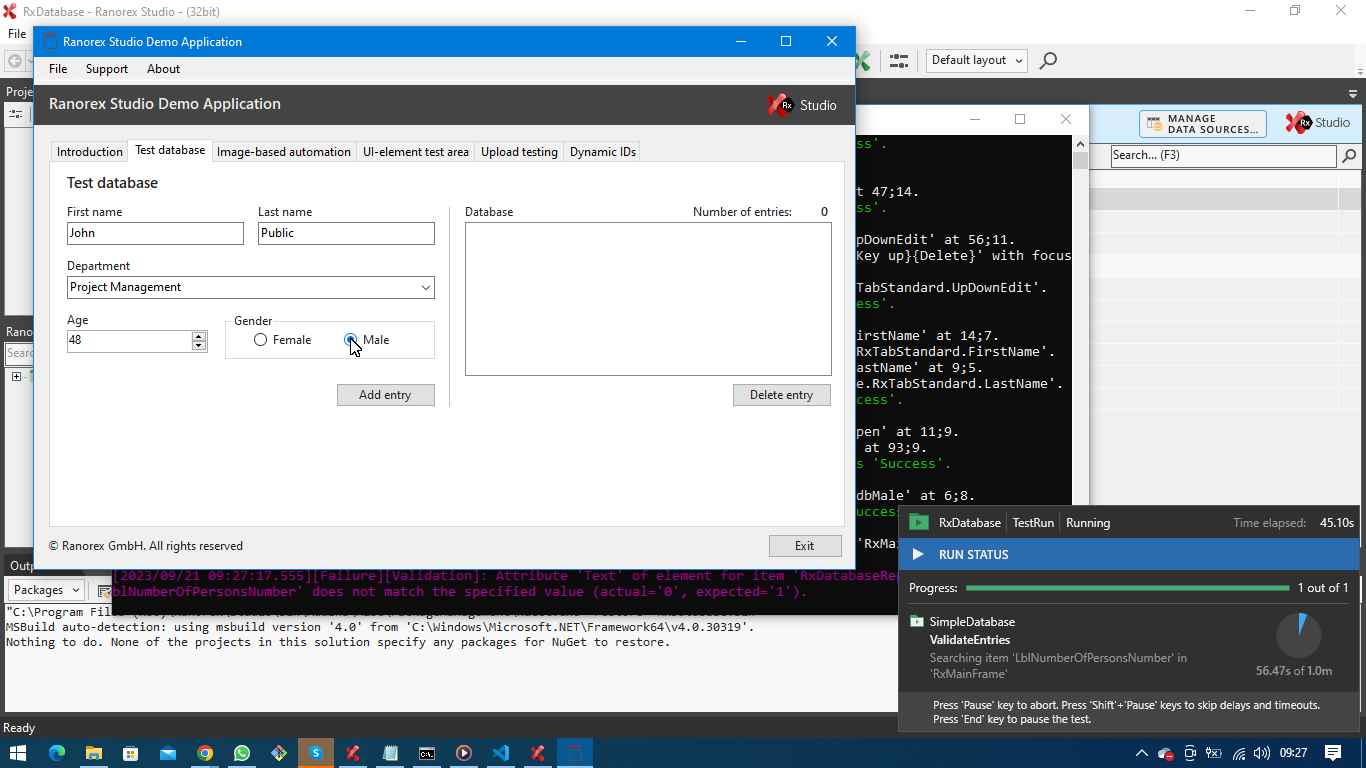 RxDatabase - Ranorex Studio - (32bit)
File
Default layout
Proje
Ranorex Studio Demo Application
File Support About
Ranorex Studio Demo Application
Rx Studio
Introduction Test database Image-based automation UI-element test area Upload testing Dynamic IDs
Test database
First name Last name
John Public
Department
Project Management
Age
48
Gender
Female Male
Add entry
Database Number of entries: 0
Delete entry
© Ranorex GmbH. All rights reserved
Exit
MANAGE
DATA SOURCES...
Rx Studio
Search... (F3)
Rano
Searc
ss'.
t 47;14.
ss'.
pDownEdit' at 56;11.
Key up}{Delete}' with focus
TabStandard.UpDownEdit'.
ess'.
irstName' at 14;7.
RxTabStandard.FirstName'.
astName' at 9;5.
e.RxTabStandard.LastName'.
cess'.
pen' at 11;9.
at 93;9.
s 'Success'.
dbMale' at 6;8.
ucces
'RxMai
[2023/09/21 09:27:17.555][Failure][Validation]: Attribute 'Text' of element for item 'RxDatabaseRe
blNumberOfPersonsNumber' does not match the specified value (actual='0', expected='1').
Outp
Packages
"C:\Program Fil
MSBuild auto-detection: using msbuild version '4.0' from 'C:\Windows\Microsoft.NET\Framework64\v4.0.30319'.
Nothing to do. None of the projects in this solution specify any packages for NuGet to restore.
Ready
RxDatabase TestRun Running Time elapsed: 45.10s
RUN STATUS
Progress: 1 out of 1
SimpleDatabase
ValidateEntries
Searching item 'LblNumberOfPersonsNumber' in
'RxMainFrame'
56.47s of 1.0m
Press 'Pause' key to abort. Press 'Shift'+'Pause' keys to skip delays and timeouts.
Press 'End' key to pause the test.
09:27